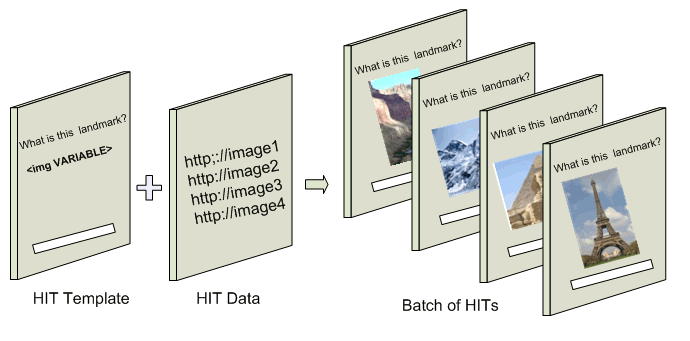 What is this landmark?
<img VARIABLE>
HIT Template
http;://image1
http://image2
http://image3
http://image4
HIT Data
What is this landmark?
What is this landmark?
What is this landmark?
What is this landmark?
Batch of HITs